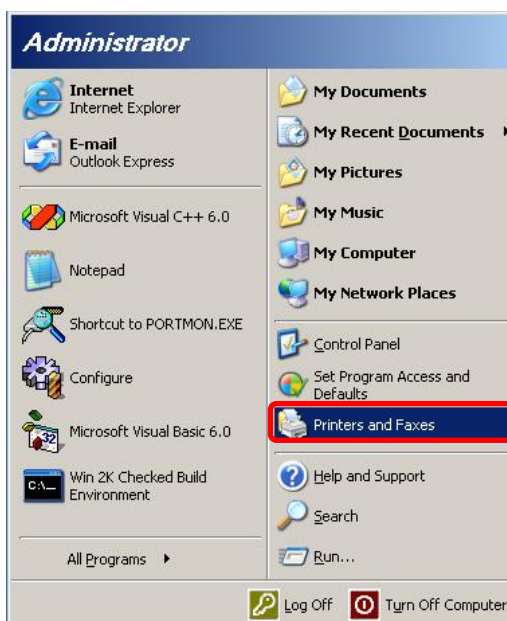 Administrator
Internet
Internet Explorer
E-mail
Outlook Express
Microsoft Visual C++ 6.0
Notepad
Shortcut to PORTMON.EXE
Configure
Microsoft Visual Basic 6.0
Win 2K Checked Build
Environment
All Programs
My Documents
My Recent Documents
My Pictures
My Music
My Computer
My Network Places
Control Panel
Set Program Access and
Defaults
Printers and Faxes
Help and Support
Search
Run...
Log Off
Turn Off Computer